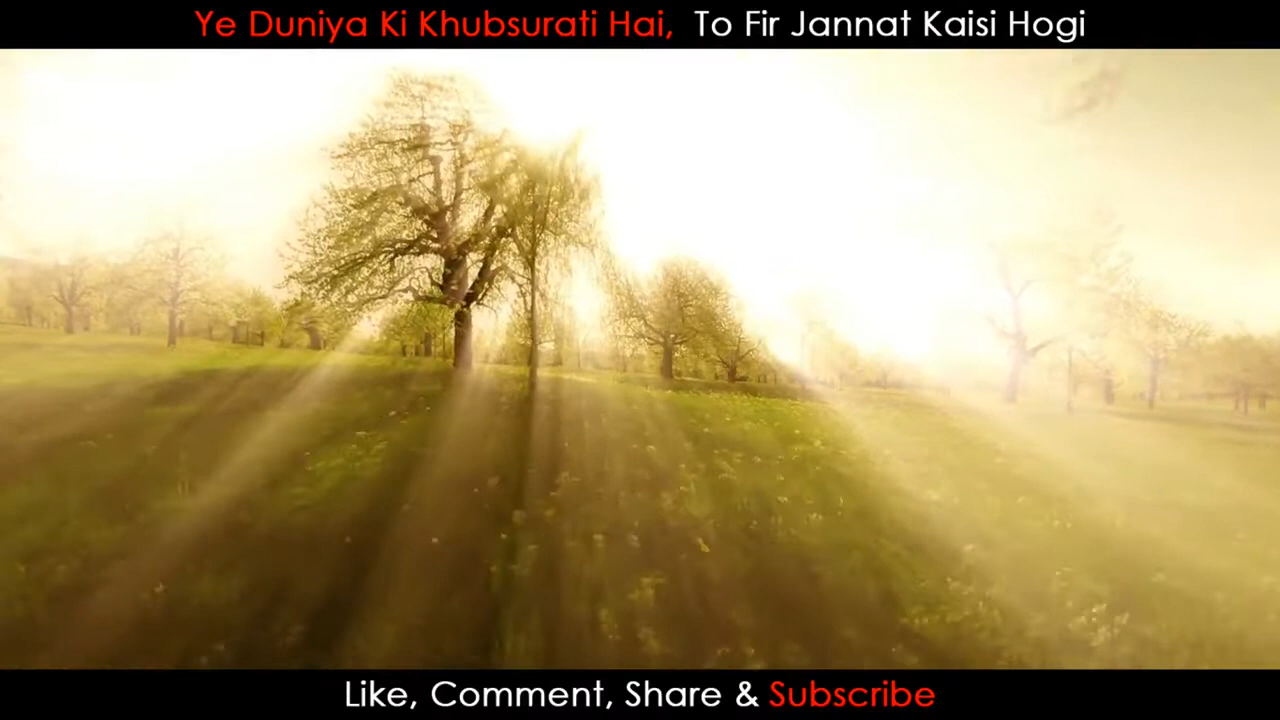 Ye Duniya Ki Khubsurati Hai, To Fir Jannat Kaisi Hogi
Like, Comment, Share & Subscribe